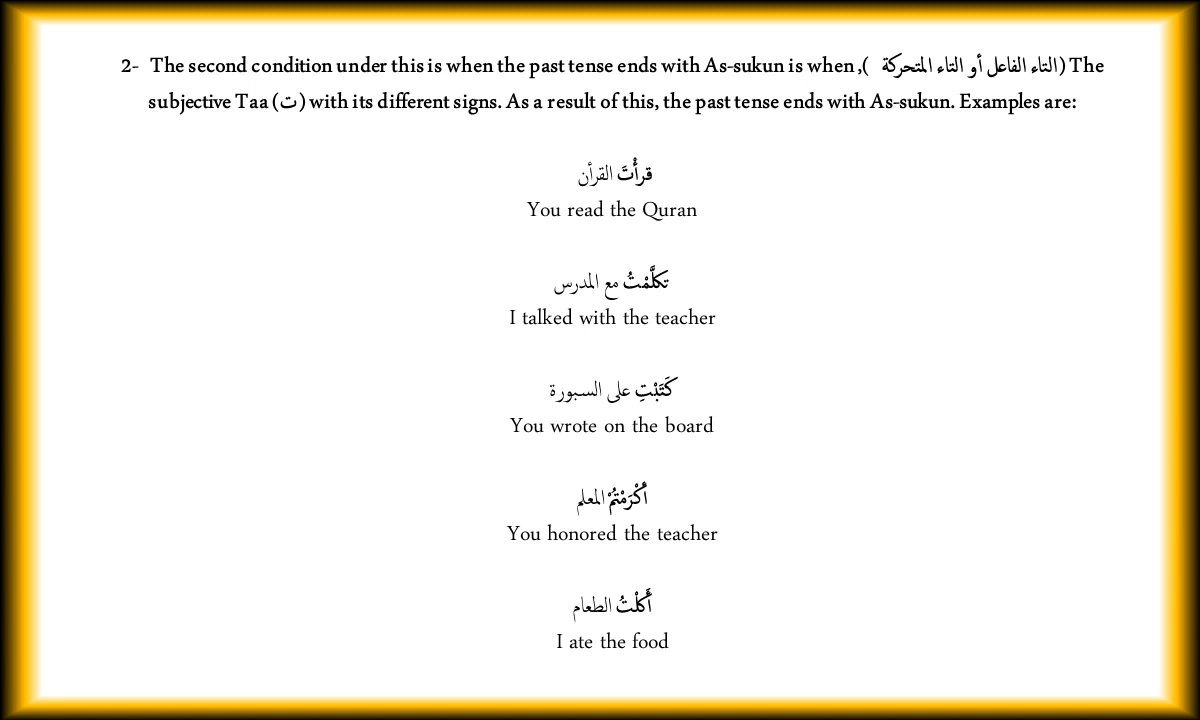 2- The second condition under this is when the past tense ends with As-sukun is when ,( التاء الفاعل أو التاء المتحركة) The
subjective Taa (ت) with its different signs. As a result of this, the past tense ends with As-sukun. Examples are:
قرأْتَ القرأن
You read the Quran
تكلَّمْتُ مع المدرس
I talked with the teacher
كَتَبْتِ على السبورة
You wrote on the board
أَكْرَمْتُمْ المعلم
You honored the teacher
أَكَلْتُ الطعام
I ate the food